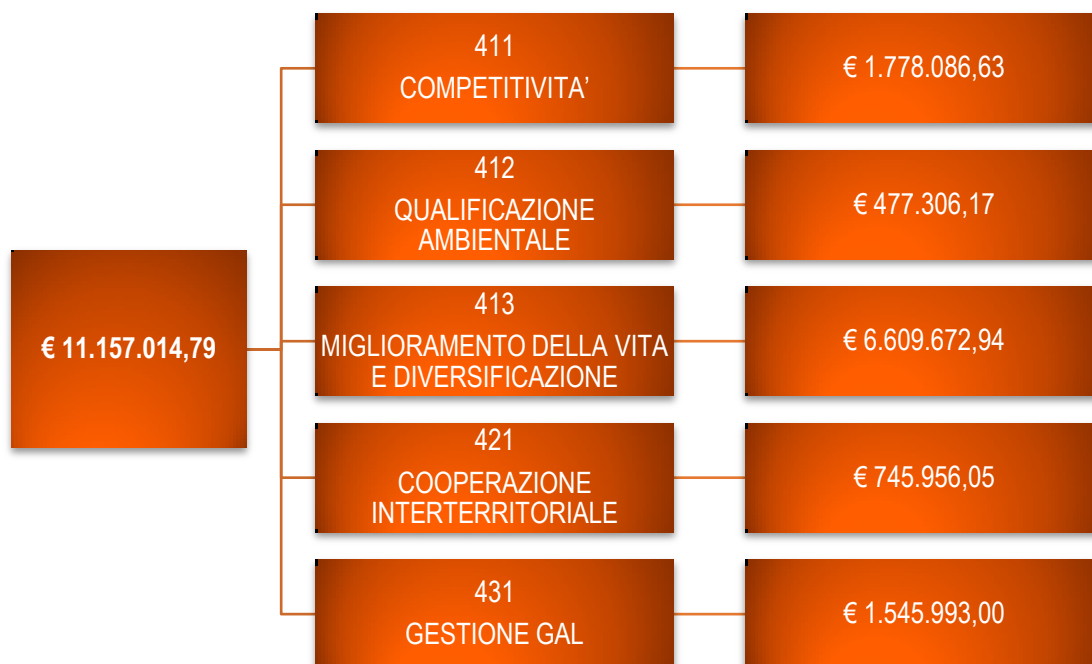 € 11.157.014,79
411
COMPETITIVITA’
€ 1.778.086,63
412
QUALIFICAZIONE
AMBIENTALE
€ 477.306,17
413
MIGLIORAMENTO DELLA VITA
E DIVERSIFICAZIONE
€ 6.609.672,94
421
COOPERAZIONE
INTERTERRITORIALE
€ 745.956,05
431
GESTIONE GAL
€ 1.545.993,00